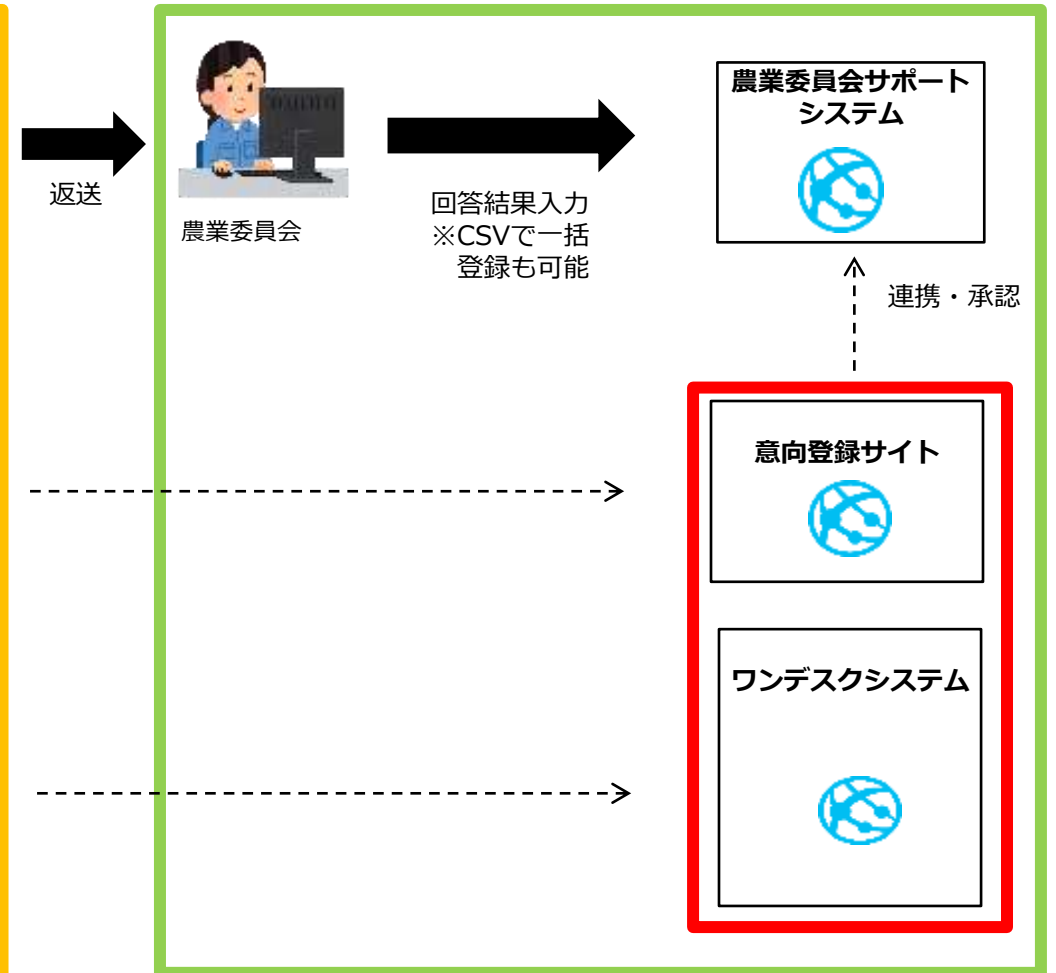 返送
農業委員会
回答結果入力
※CSVで一括
登録も可能
農業委員会サポート
システム
連携・承認
意向登録サイト
ワンデスクシステム